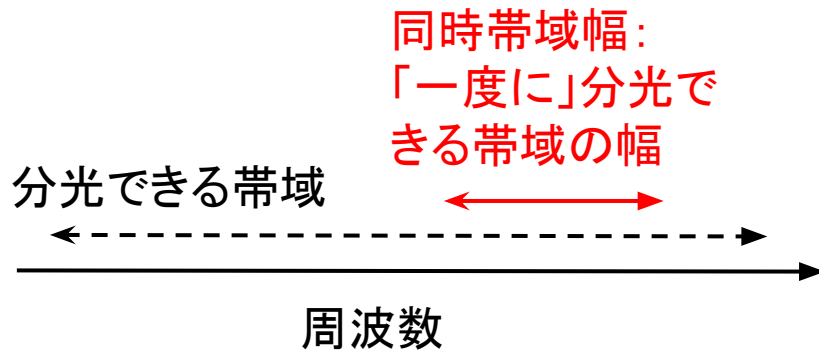 同時帯域幅：
「一度に」分光で
きる帯域の幅
分光できる帯域
周波数